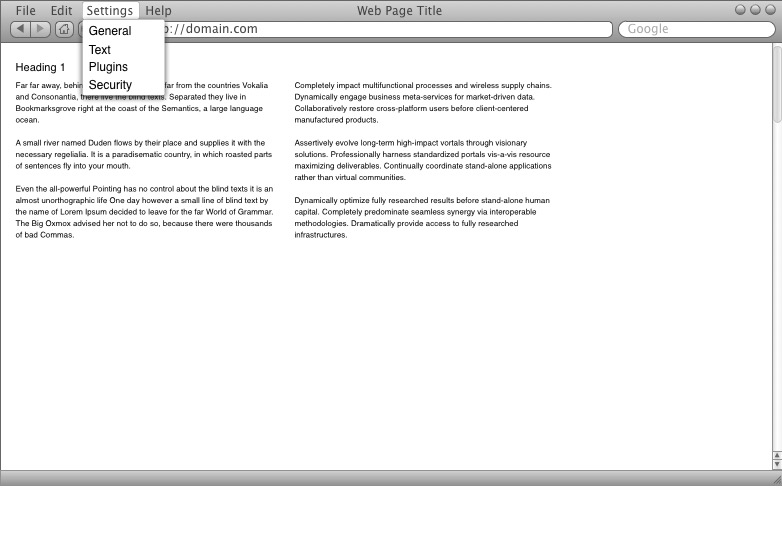 File Edit Settings Help Web Page Title
General p://domain.com Google
Text
Plugins
Security
Heading 1
Far far away, far from the countries Vokalia
and Consonantia, there live the blind texts. Separated they live in
Bookmarksgrove right at the coast of the Semantics, a large language
ocean.
A small river named Duden flows by their place and supplies it with the
necessary regelialia. It is a paradisematic country, in which roasted parts
of sentences fly into your mouth.
Even the all-powerful Pointing has no control about the blind texts it is an
almost unorthographic life One day however a small line of blind text by
the name of Lorem Ipsum decided to leave for the far World of Grammar.
The Big Oxmox advised her not to do so, because there were thousands
of bad Commas.
Completely impact multifunctional processes and wireless supply chains.
Dynamically engage business meta-services for market-driven data.
Collaboratively restore cross-platform users before client-centered
manufactured products.
Assertively evolve long-term high-impact vortals through visionary
solutions. Professionally harness standardized portals vis-a-vis resource
maximizing deliverables. Continually coordinate stand-alone applications
rather than virtual communities.
Dynamically optimize fully researched results before stand-alone human
capital. Completely predominate seamless synergy via interoperable
methodologies. Dramatically provide access to fully researched
infrastructures.